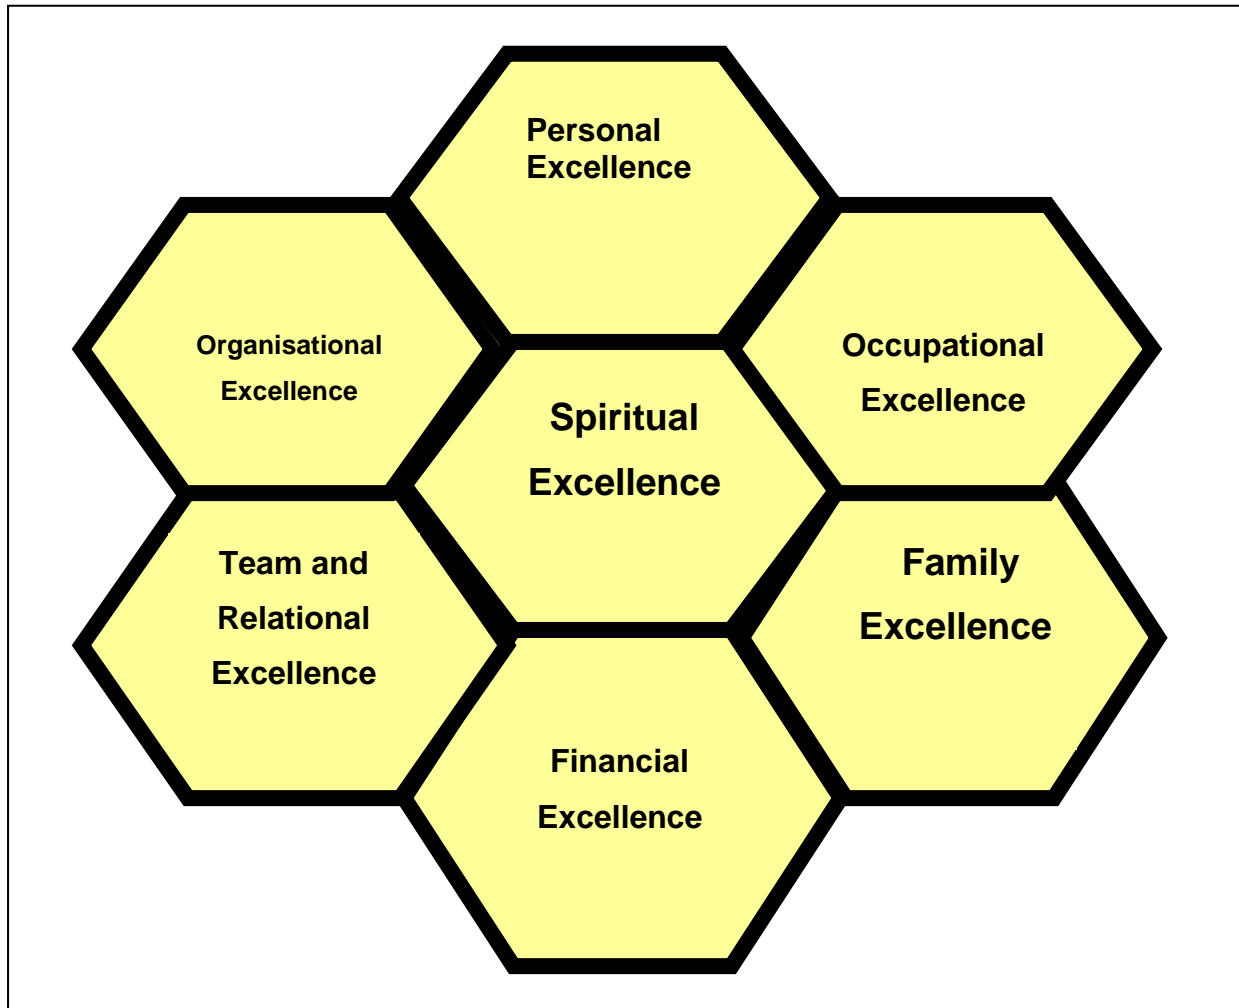 Personal
Excellence
Organisational
Excellence
Occupational
Excellence
Spiritual
Excellence
Team and
Relational
Excellence
Family
Excellence
Financial
Excellence